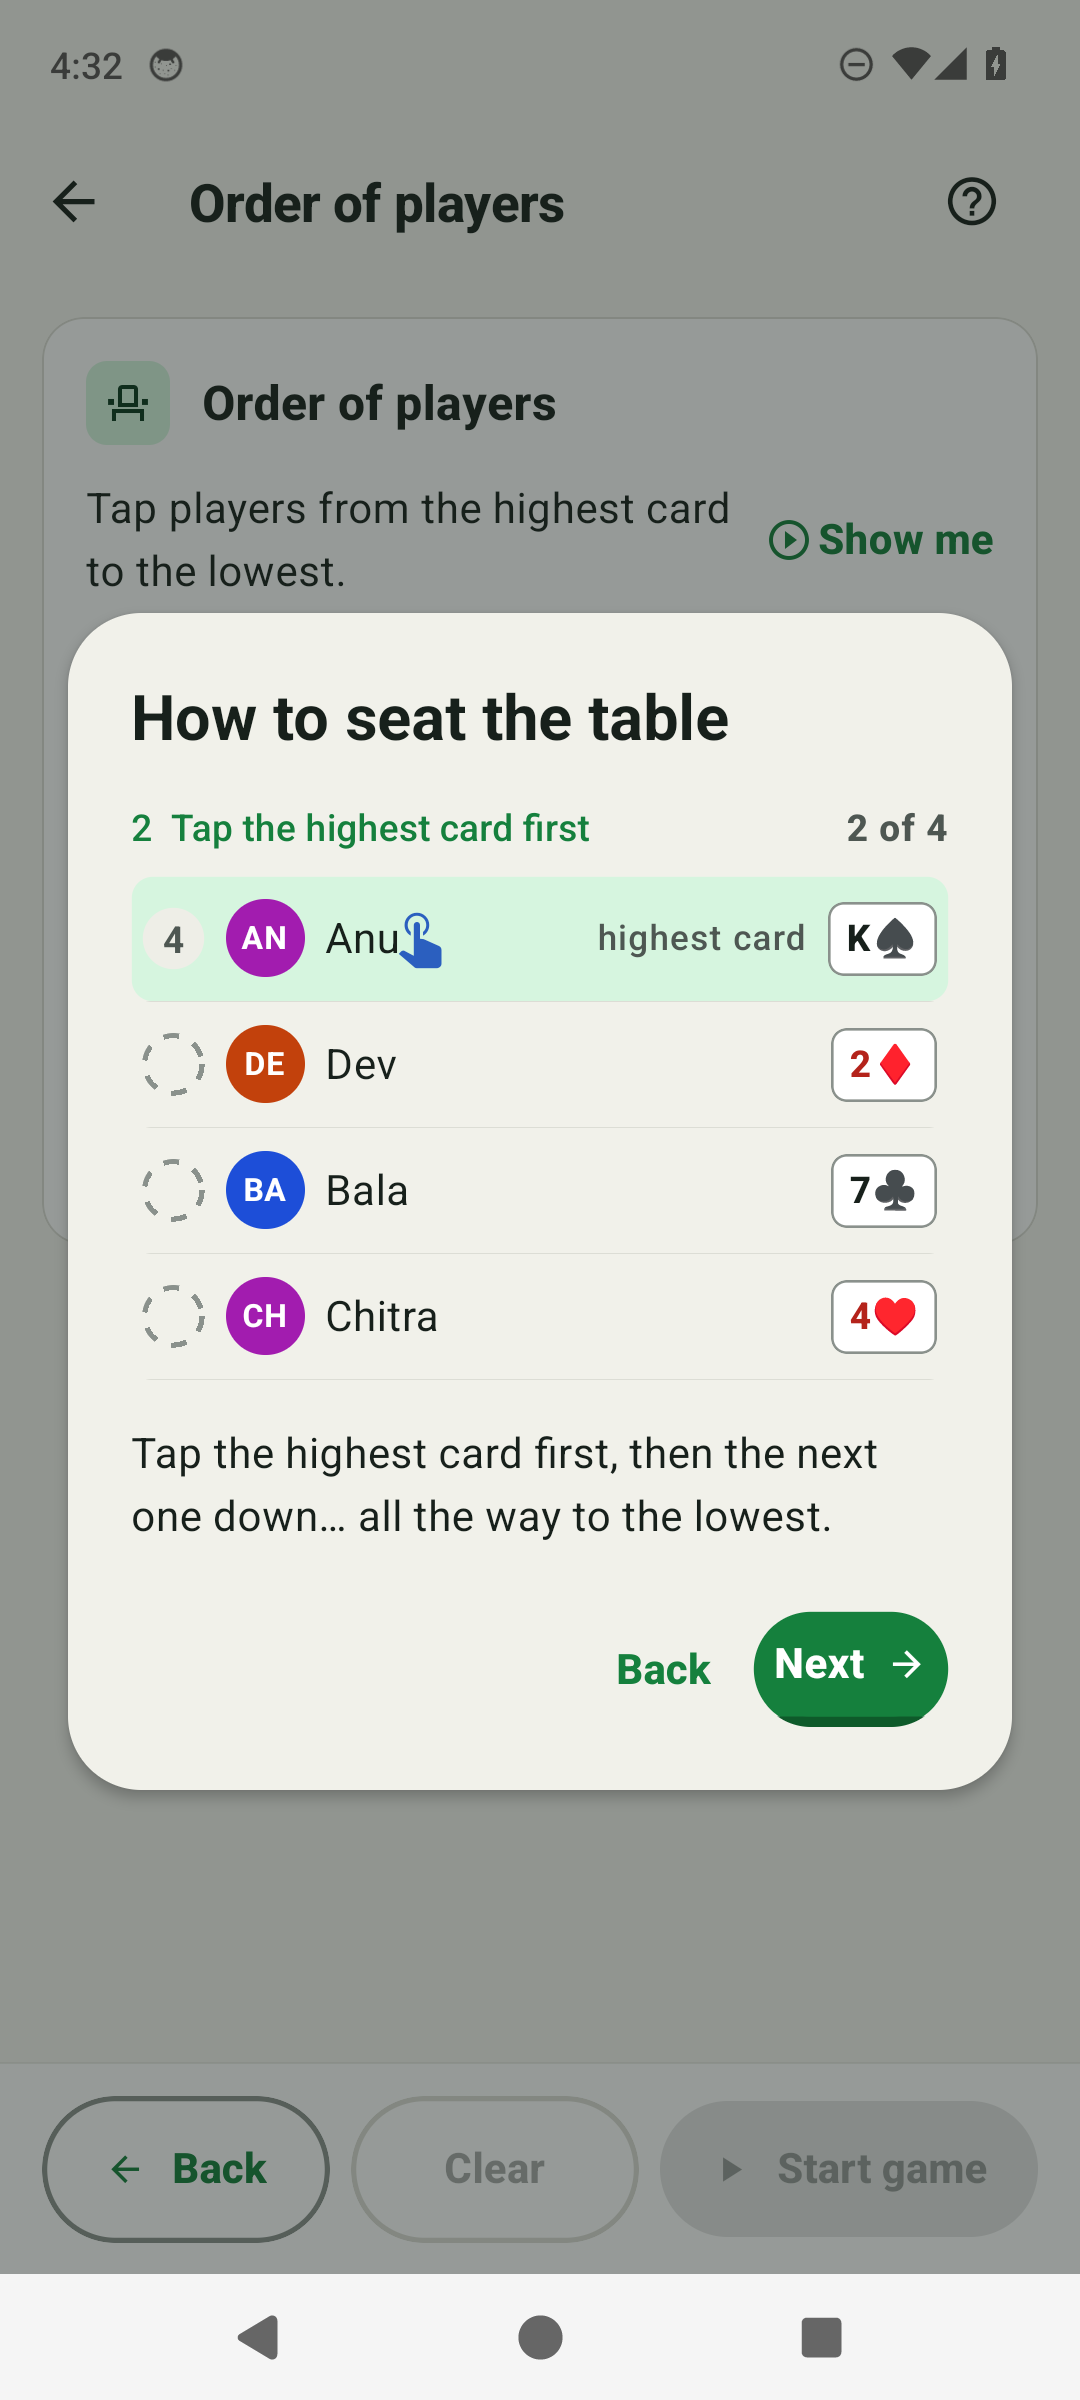 4:32
Order of players
Order of players
Tap players from the highest card
to the lowest.
Show me
How to seat the table
2 Tap the highest card first
2 of 4
4 AN Anu highest card K♠
DE Dev 2♦
BA Bala 7♣
CH Chitra 4♥
Tap the highest card first, then the next
one down... all the way to the lowest.
Back Next
Back Clear Start game